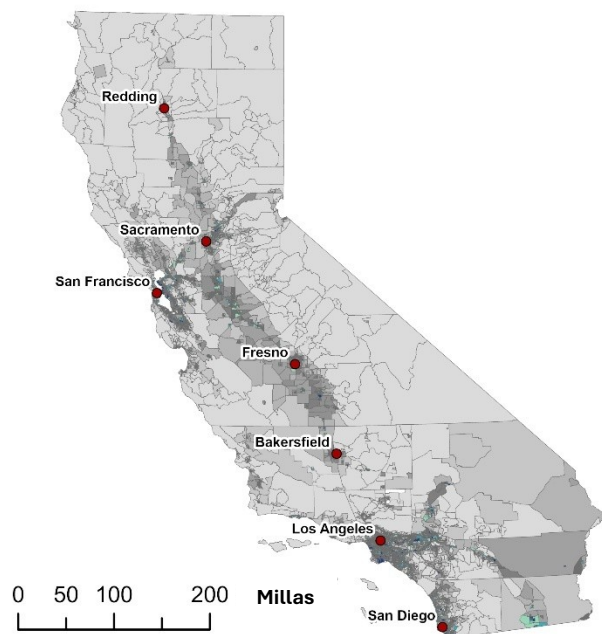 Redding
Sacramento
San Francisco
Fresno
Bakersfield
Los Angeles
San Diego
0 50 100 200 Millas